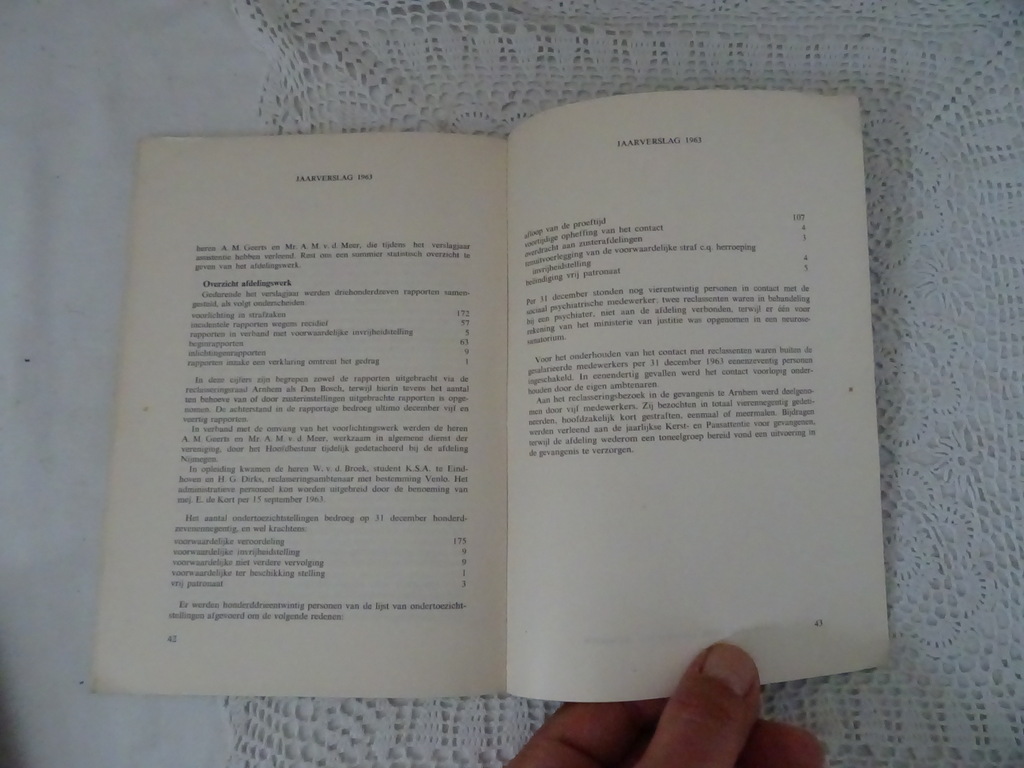 JAARVERSLAG 1963
heren A. M. Geerts en Mr. A. M. v. d. Meer, die tijdens het verslagjaar
assistentie hebben verleend. Rest ons een sommier statistisch overzicht te
geven van het afdelingswerk.
Overzicht afdelingswerk
Gedurende het verslagjaar werden driehonderdzeven rapporten samen-
gesteld, als volgt onderscheiden:
voorlichting in strafzaken 172
incidentele rapporten wegens recidief 57
rapporten in verband met voorwaardelijke invrijheidstelling 5
beginrapporten 63
inlichtingenrapporten 9
rapporten inzake een verklaring omtrent het gedrag 1
In deze cijfers zijn begrepen zowel de rapporten uitgebracht via de
reclasseringsraad Arnhem als Den Bosch, terwijl hierin tevens het aantal
ten behoeve van of door zusterinstellingen uitgebrachte rapporten is opge-
nomen. De achterstand in de rapportage bedroeg ultimo december vijf en
veertig rapporten.
In verband met de omvang van het voorlichtingswerk werden de heren
A. M. Geerts en Mr. A. M. v. d. Meer, werkzaam in algemene dienst der
vereniging, door het Hoofdbestuur tijdelijk gedetacheerd bij de afdeling
Nijmegen.
In opleiding kwamen de heren W. v. d. Broek, student K.S.A. te Eind-
hoven en H. G. Dirks, reclasseringsambtenaar met bestemming Venlo. Het
administratieve personeel kon worden uitgebreid door de benoeming van
mej. E. de Kort per 15 september 1963.
Het aantal ondertoezichtstellingen bedroeg op 31 december honderd-
zevenennegentig, en wel krachtens:
voorwaardelijke veroordeling 175
voorwaardelijke invrijheidstelling 9
voorwaardelijke niet verdere vervolging 9
voorwaardelijke ter beschikking stelling 1
vrij patronaat 3
Er werden honderddrieentwintig personen van de lijst van ondertoezicht-
stellingen afgevoerd om de volgende redenen:
42
JAARVERSLAG 1963
afloop van de proeftijd 107
voortijdige opheffing van het contact 4
overdracht aan zusterafdelingen 3
tenuitvoerlegging van de voorwaardelijke straf c.q. herroeping
invrijheidstelling 4
beëindiging vrij patronaat 5
Per 31 december stonden nog vierentwintig personen in contact met de
sociaal psychiatrische medewerker; twee reclassenten waren in behandeling
bij een psychiater, niet aan de afdeling verbonden, terwijl er één voor
rekening van het ministerie van justitie was opgenomen in een neurose-
sanatorium.
Voor het onderhouden van het contact met reclassenten waren buiten de
gesalarieerde medewerkers per 31 december 1963 eenenzeventig personen
ingeschakeld. In eenendertig gevallen werd het contact voorlopig onder-
houden door de eigen ambtenaren.
Aan het reclasseringsbezoek in de gevangenis te Arnhem werd deelgeno-
men door vijf medewerkers. Zij bezochten in totaal vierennegentig gedeti-
neerden, hoofdzakelijk kort gestraften, eenmaal of meermalen. Bijdragen
werden verleend aan de jaarlijkse Kerst- en Paasattentie voor gevangenen,
terwijl de afdeling wederom een toneelgroep bereid vond een uitvoering in
de gevangenis te verzorgen.
43